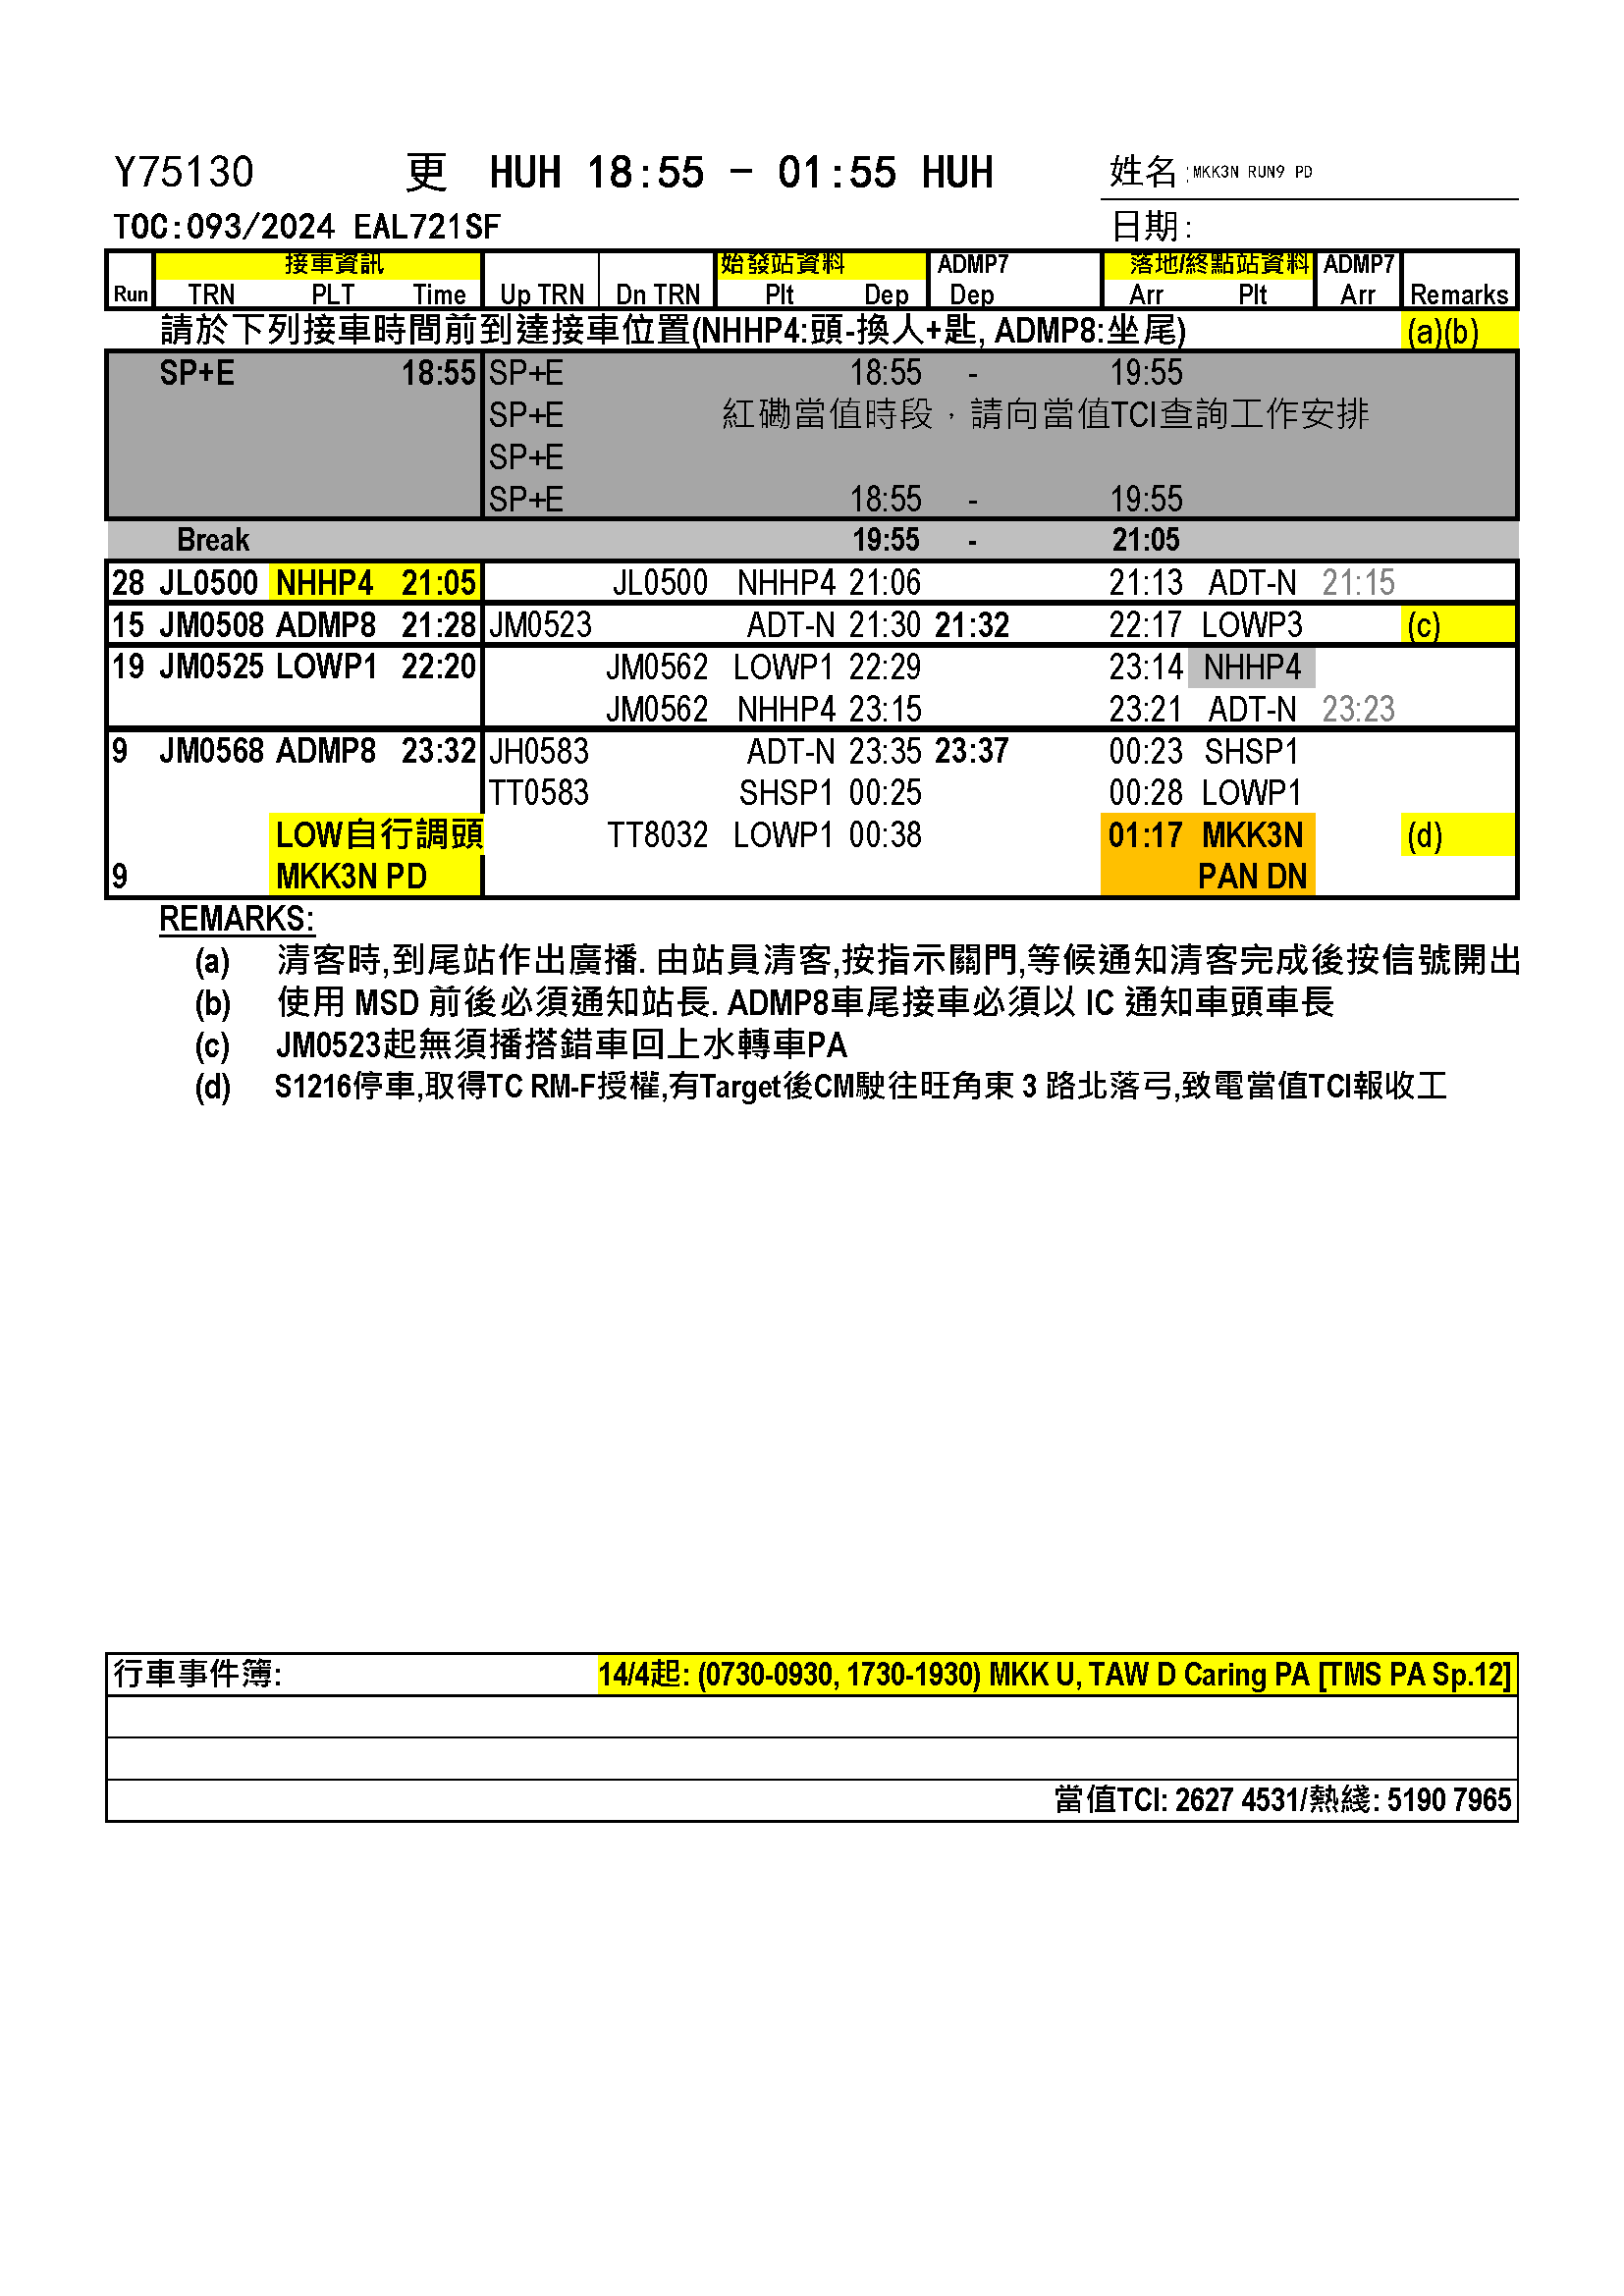 Y75130 更 HUH 18:55 - 01:55 HUH 姓名:MKK3N RUN9 PD
TOC:093/2024 EAL721SF 日期:
接車資訊 始發站資料 ADMP7 落地/終點站資料 ADMP7
Run TRN PLT Time Up TRN Dn TRN Plt Dep Dep Arr Plt Arr Remarks
請於下列接車時間前到達接車位置(NHHP4:頭-換人+匙, ADMP8:坐尾) (a)(b)
SP+E 18:55 SP+E 18:55 - 19:55
SP+E 紅磡當值時段，請向當值TCI查詢工作安排
SP+E
SP+E 18:55 - 19:55
Break 19:55 - 21:05
28 JL0500 NHHP4 21:05 JL0500 NHHP4 21:06 21:13 ADT-N 21:15
15 JM0508 ADMP8 21:28 JM0523 ADT-N 21:30 21:32 22:17 LOWP3 (c)
19 JM0525 LOWP1 22:20 JM0562 LOWP1 22:29 23:14 NHHP4
JM0562 NHHP4 23:15 23:21 ADT-N 23:23
9 JM0568 ADMP8 23:32 JH0583 ADT-N 23:35 23:37 00:23 SHSP1
TT0583 SHSP1 00:25 00:28 LOWP1
LOW自行調頭 TT8032 LOWP1 00:38 01:17 MKK3N (d)
9 MKK3N PD PAN DN
REMARKS:
(a) 清客時,到尾站作出廣播. 由站員清客,按指示關門,等候通知清客完成後按信號開出
(b) 使用 MSD 前後必須通知站長. ADMP8車尾接車必須以 IC 通知車頭車長
(c) JM0523起無須播搭錯車回上水轉車PA
(d) S1216停車,取得TC RM-F授權,有Target後CM駛往旺角東 3 路北落弓,致電當值TCI報收工
行車事件簿: 14/4起: (0730-0930, 1730-1930) MKK U, TAW D Caring PA [TMS PA Sp.12]
當值TCI: 2627 4531/熱綫: 5190 7965